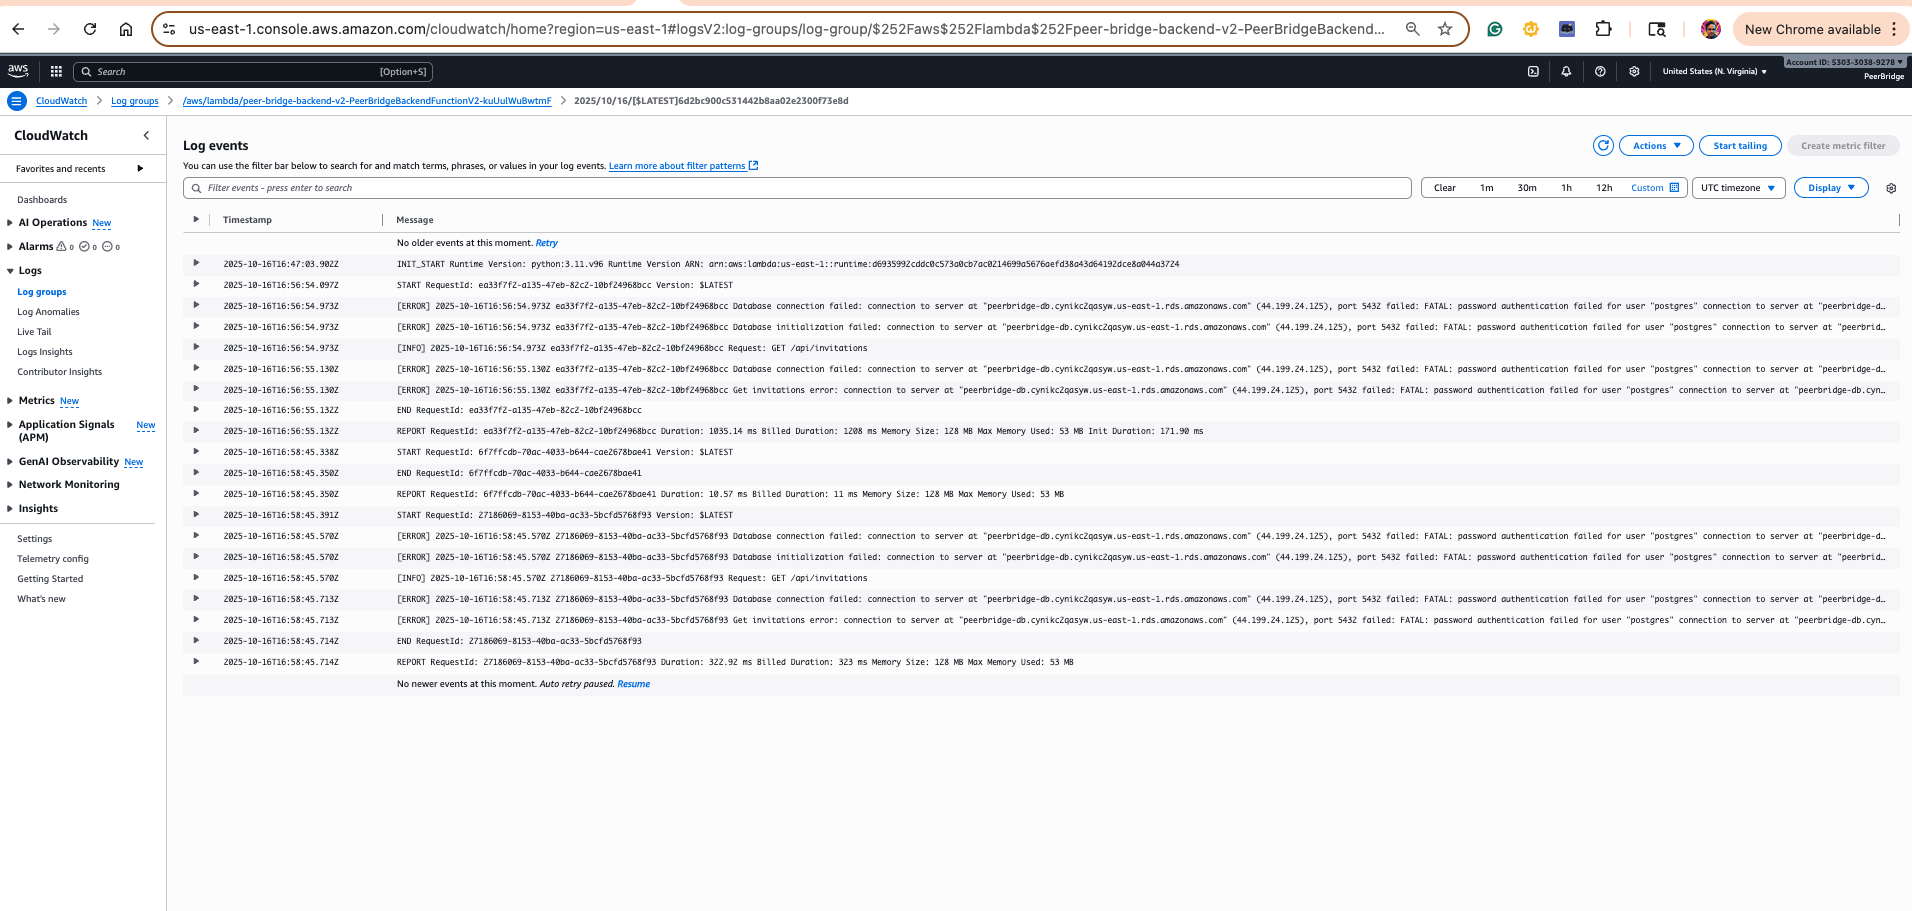 us-east-1.console.aws.amazon.com/cloudwatch/home?region=us-east-1#logsV2:log-groups/log-group/$252Faws$252Flambda$252Fpeer-bridge-backend-v2-PeerBridgeBackend...
New Chrome available
aws
Search
[Option+S]
United States (N. Virginia)
Account ID: 5303-3038-9278
PeerBridge
CloudWatch
Log groups
/aws/lambda/peer-bridge-backend-v2-PeerBridgeBackendFunctionV2-kuUulWuBwtmF
2025/10/16/[$LATEST]6d2bc900c531442b8aa02e2300f73e8d
CloudWatch
Favorites and recents
Dashboards
AI Operations New
Alarms 0 0 0
Logs
Log groups
Log Anomalies
Live Tail
Logs Insights
Contributor Insights
Metrics New
Application Signals (APM) New
GenAI Observability New
Network Monitoring
Insights
Settings
Telemetry config
Getting Started
What's new
Log events
You can use the filter bar below to search for and match terms, phrases, or values in your log events. Learn more about filter patterns
Actions
Start tailing
Create metric filter
Filter events - press enter to search
Clear 1m 30m 1h 12h Custom
UTC timezone
Display
Timestamp Message
No older events at this moment. Retry
2025-10-16T16:47:03.902Z INIT_START Runtime Version: python:3.11.v96 Runtime Version ARN: arn:aws:lambda:us-east-1::runtime:d6935992cddc0c573a0cb7ac0214699a5676aefd38a43d64192dce8a044a3724
2025-10-16T16:56:54.097Z START RequestId: ea33f7f2-a135-47eb-82c2-10bf24968bcc Version: $LATEST
2025-10-16T16:56:54.973Z [ERROR] 2025-10-16T16:56:54.973Z ea33f7f2-a135-47eb-82c2-10bf24968bcc Database connection failed: connection to server at "peerbridge-db.cynikc2qasyw.us-east-1.rds.amazonaws.com" (44.199.24.125), port 5432 failed: FATAL: password authentication failed for user "postgres" connection to server at "peerbridge-d...
2025-10-16T16:56:54.973Z [ERROR] 2025-10-16T16:56:54.973Z ea33f7f2-a135-47eb-82c2-10bf24968bcc Database initialization failed: connection to server at "peerbridge-db.cynikc2qasyw.us-east-1.rds.amazonaws.com" (44.199.24.125), port 5432 failed: FATAL: password authentication failed for user "postgres" connection to server at "peerbrid...
2025-10-16T16:56:54.973Z [INFO] 2025-10-16T16:56:54.973Z ea33f7f2-a135-47eb-82c2-10bf24968bcc Request: GET /api/invitations
2025-10-16T16:56:55.130Z [ERROR] 2025-10-16T16:56:55.130Z ea33f7f2-a135-47eb-82c2-10bf24968bcc Database connection failed: connection to server at "peerbridge-db.cynikc2qasyw.us-east-1.rds.amazonaws.com" (44.199.24.125), port 5432 failed: FATAL: password authentication failed for user "postgres" connection to server at "peerbridge-d...
2025-10-16T16:56:55.130Z [ERROR] 2025-10-16T16:56:55.130Z ea33f7f2-a135-47eb-82c2-10bf24968bcc Get invitations error: connection to server at "peerbridge-db.cynikc2qasyw.us-east-1.rds.amazonaws.com" (44.199.24.125), port 5432 failed: FATAL: password authentication failed for user "postgres" connection to server at "peerbridge-db.cyn...
2025-10-16T16:56:55.132Z END RequestId: ea33f7f2-a135-47eb-82c2-10bf24968bcc
2025-10-16T16:56:55.132Z REPORT RequestId: ea33f7f2-a135-47eb-82c2-10bf24968bcc Duration: 1035.14 ms Billed Duration: 1208 ms Memory Size: 128 MB Max Memory Used: 53 MB Init Duration: 171.90 ms
2025-10-16T16:58:45.338Z START RequestId: 6f7ffcdb-70ac-4033-b644-cae2678bae41 Version: $LATEST
2025-10-16T16:58:45.350Z END RequestId: 6f7ffcdb-70ac-4033-b644-cae2678bae41
2025-10-16T16:58:45.350Z REPORT RequestId: 6f7ffcdb-70ac-4033-b644-cae2678bae41 Duration: 10.57 ms Billed Duration: 11 ms Memory Size: 128 MB Max Memory Used: 53 MB
2025-10-16T16:58:45.391Z START RequestId: 27186069-8153-40ba-ac33-5bcfd5768f93 Version: $LATEST
2025-10-16T16:58:45.570Z [ERROR] 2025-10-16T16:58:45.570Z 27186069-8153-40ba-ac33-5bcfd5768f93 Database connection failed: connection to server at "peerbridge-db.cynikc2qasyw.us-east-1.rds.amazonaws.com" (44.199.24.125), port 5432 failed: FATAL: password authentication failed for user "postgres" connection to server at "peerbridge-d...
2025-10-16T16:58:45.570Z [ERROR] 2025-10-16T16:58:45.570Z 27186069-8153-40ba-ac33-5bcfd5768f93 Database initialization failed: connection to server at "peerbridge-db.cynikc2qasyw.us-east-1.rds.amazonaws.com" (44.199.24.125), port 5432 failed: FATAL: password authentication failed for user "postgres" connection to server at "peerbrid...
2025-10-16T16:58:45.570Z [INFO] 2025-10-16T16:58:45.570Z 27186069-8153-40ba-ac33-5bcfd5768f93 Request: GET /api/invitations
2025-10-16T16:58:45.713Z [ERROR] 2025-10-16T16:58:45.713Z 27186069-8153-40ba-ac33-5bcfd5768f93 Database connection failed: connection to server at "peerbridge-db.cynikc2qasyw.us-east-1.rds.amazonaws.com" (44.199.24.125), port 5432 failed: FATAL: password authentication failed for user "postgres" connection to server at "peerbridge-d...
2025-10-16T16:58:45.713Z [ERROR] 2025-10-16T16:58:45.713Z 27186069-8153-40ba-ac33-5bcfd5768f93 Get invitations error: connection to server at "peerbridge-db.cynikc2qasyw.us-east-1.rds.amazonaws.com" (44.199.24.125), port 5432 failed: FATAL: password authentication failed for user "postgres" connection to server at "peerbridge-db.cyn...
2025-10-16T16:58:45.714Z END RequestId: 27186069-8153-40ba-ac33-5bcfd5768f93
2025-10-16T16:58:45.714Z REPORT RequestId: 27186069-8153-40ba-ac33-5bcfd5768f93 Duration: 322.92 ms Billed Duration: 323 ms Memory Size: 128 MB Max Memory Used: 53 MB
No newer events at this moment. Auto retry paused. Resume